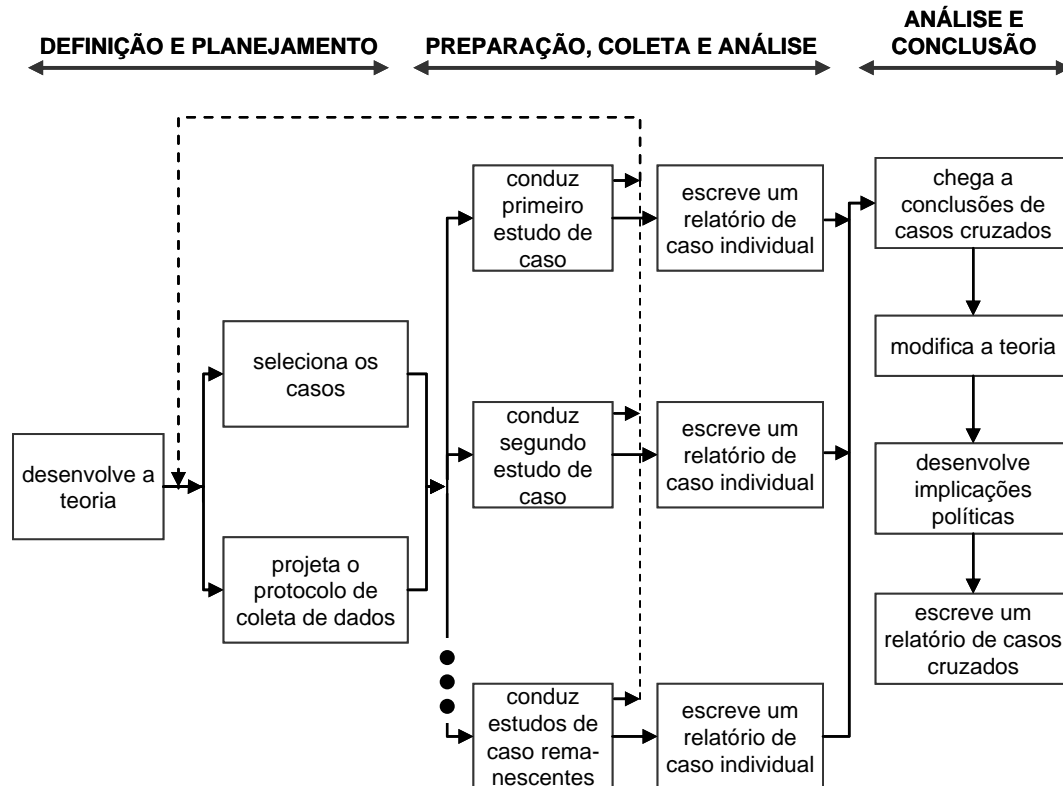 DEFINIÇÃO E PLANEJAMENTO
PREPARAÇÃO, COLETA E ANÁLISE
ANÁLISE E
CONCLUSÃO
desenvolve a
teoria
seleciona os
casos
projeta o
protocolo de
coleta de dados
conduz
primeiro
estudo de
caso
escreve um
relatório de
caso individual
conduz
segundo
estudo de
caso
escreve um
relatório de
caso individual
conduz
estudos de
caso rema-
nescentes
escreve um
relatório de
caso individual
chega a
conclusões de
casos cruzados
modifica a teoria
desenvolve
implicações
políticas
escreve um
relatório de casos
cruzados